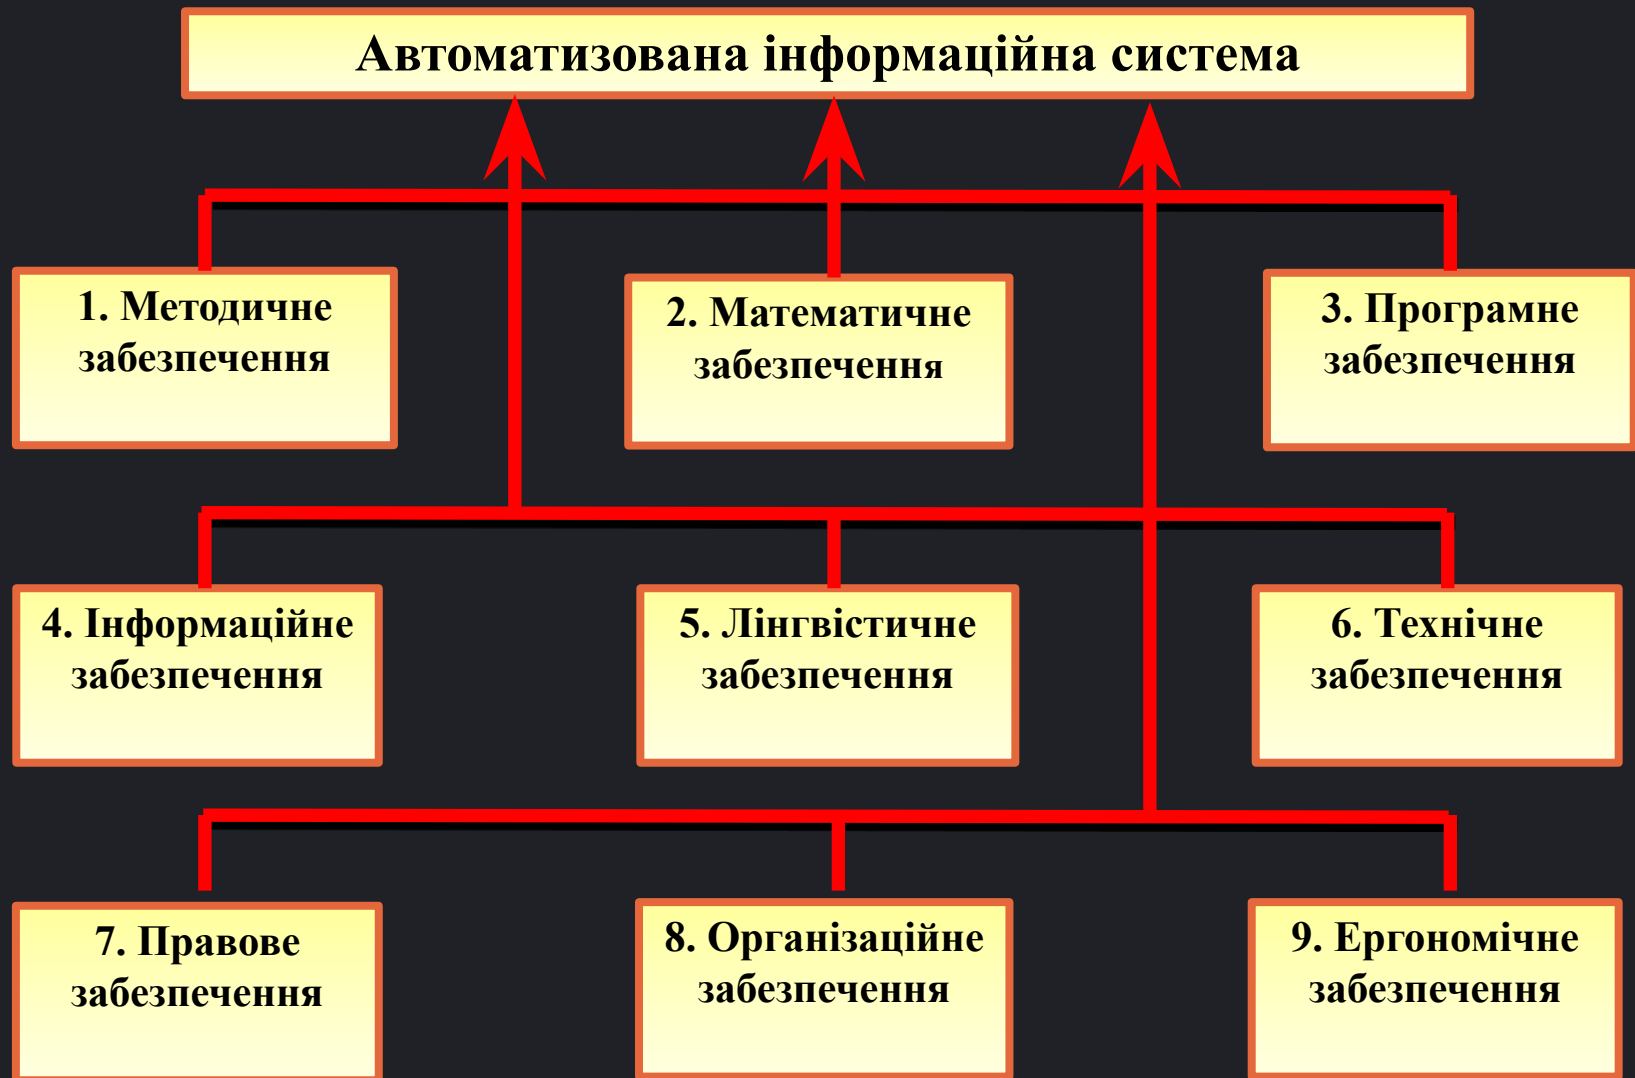 Автоматизована інформаційна система
1. Методичне
забезпечення
2. Математичне
забезпечення
3. Програмне
забезпечення
4. Інформаційне
забезпечення
5. Лінгвістичне
забезпечення
6. Технічне
забезпечення
7. Правове
забезпечення
8. Організаційне
забезпечення
9. Ергономічне
забезпечення